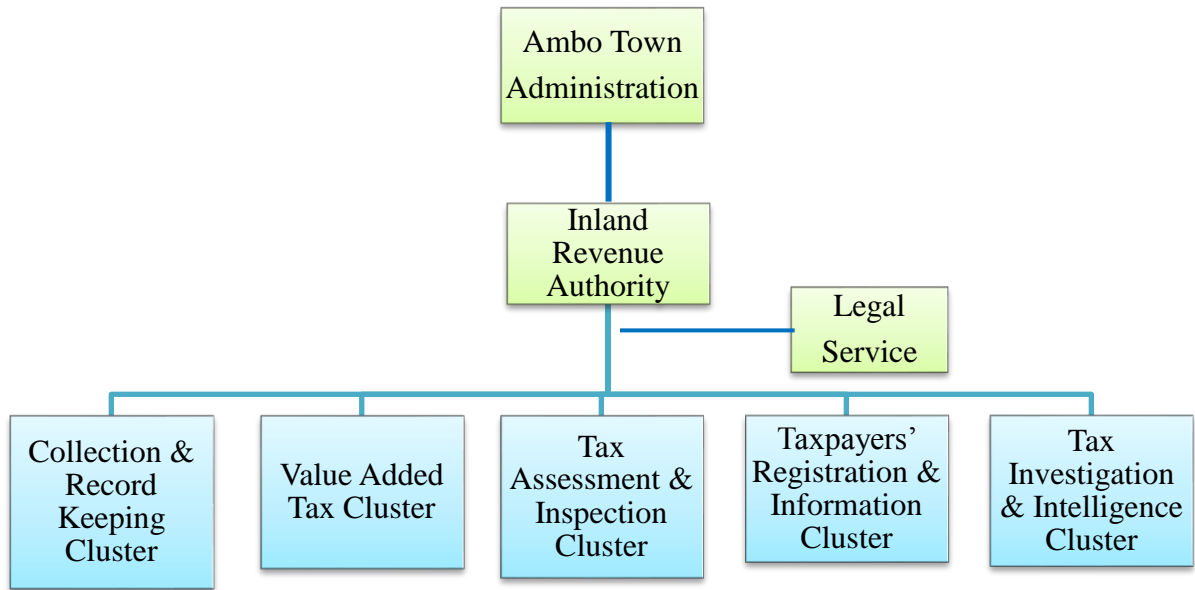 Ambo Town
Administration
Inland
Revenue
Authority
Legal
Service
Collection &
Record
Keeping
Cluster
Value Added
Tax Cluster
Tax
Assessment &
Inspection
Cluster
Taxpayers’
Registration &
Information
Cluster
Tax
Investigation
& Intelligence
Cluster